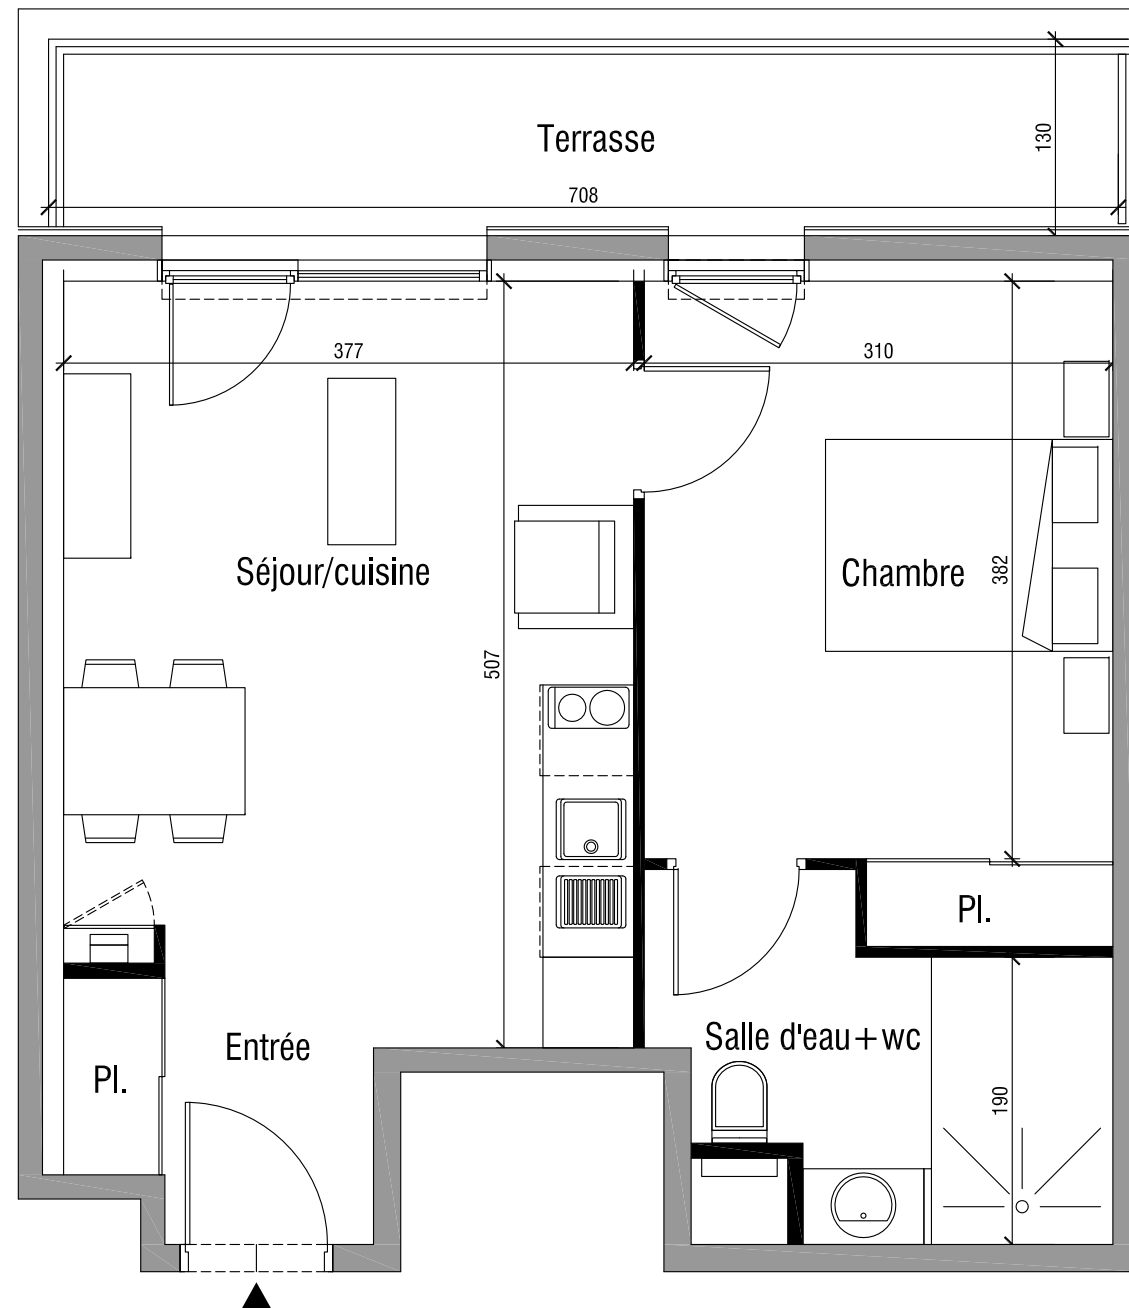 Terrasse
130
708
377
310
Séjour/cuisine
Chambre
382
507
Pl.
Entrée
Salle d'eau+wc
Pl.
190